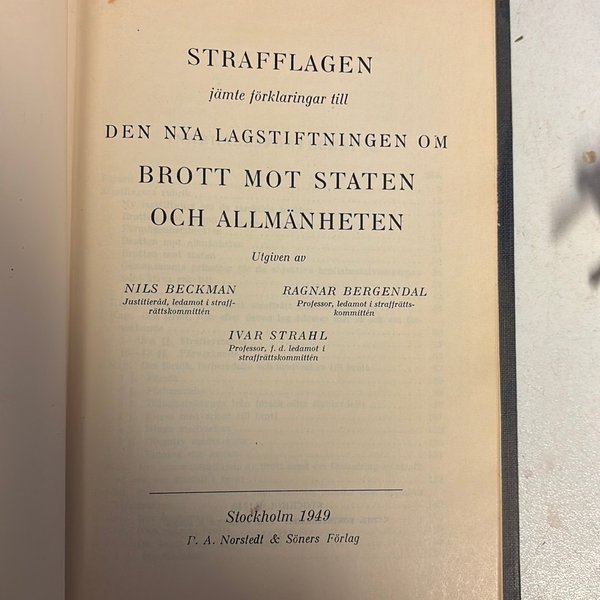 STRAFFLAGEN
jämte förklaringar till
DEN NYA LAGSTIFTNINGEN OM
BROTT MOT STATEN
OCH ALLMÄNHETEN
Utgiven av
NILS BECKMAN
Justitieråd, ledamot i straff-
rättskommittén
RAGNAR BERGENDAL
Professor, ledamot i straffrätts-
kommittén
IVAR STRAHL
Professor, f. d. ledamot i
straffrättskommittén
Stockholm 1949
P. A. Norstedt & Söners Förlag